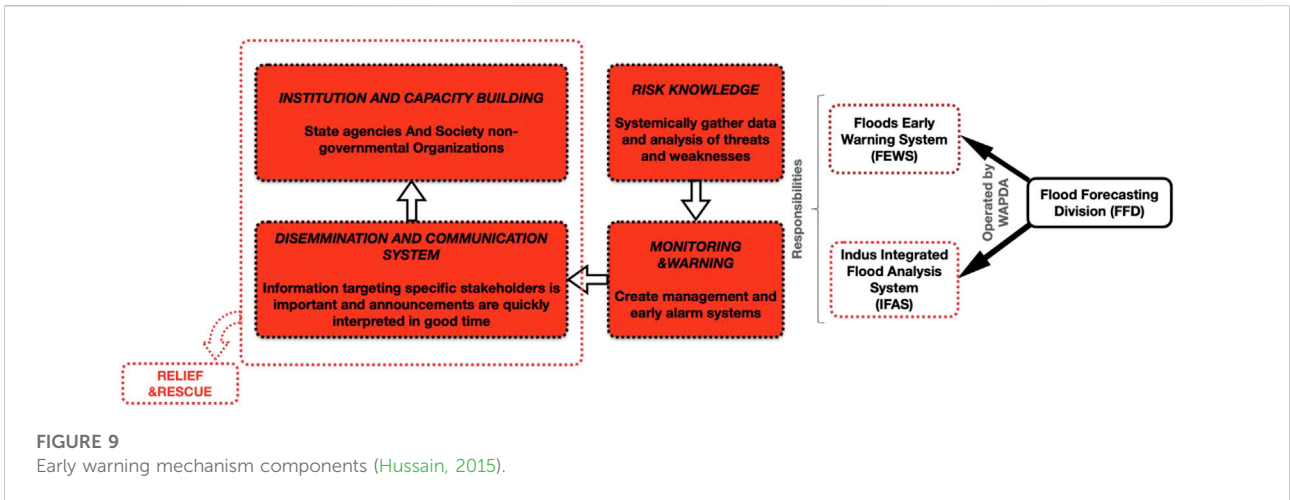 INSTITUTION AND CAPACITY BUILDING
State agencies And Society non-
governmental Organizations
RISK KNOWLEDGE
Systemically gather data
and analysis of threats
and weaknesses
DISEMMINATION AND COMMUNICATION
SYSTEM
Information targeting specific stakeholders is
important and announcements are quickly
interpreted in good time
MONITORING
&WARNING
Create management and
early alarm systems
Responsibilities
Floods Early
Warning System
(FEWS)
Indus Integrated
Flood Analysis
System
(IFAS)
Operated by
WAPDA
Flood Forecasting
Division (FFD)
RELIEF
&RESCUE
FIGURE 9
Early warning mechanism components (Hussain, 2015).